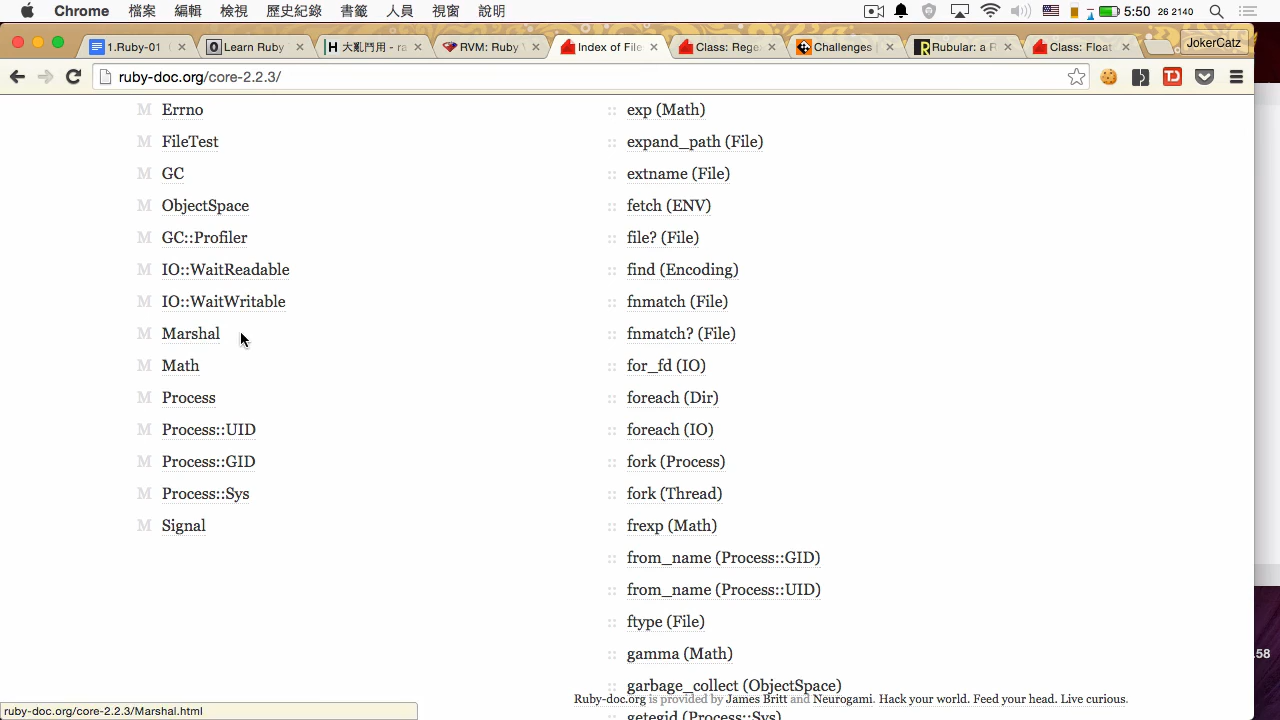 Chrome 檔案 編輯 檢視 歷史紀錄 書籤 人員 視窗 說明 5:50 26 2140
1.Ruby-01 Learn Ruby 大亂鬥用 - ra RVM: Ruby Index of File Class: Rege Challenges Rubular: a Class: Float JokerCatz
ruby-doc.org/core-2.2.3/
M Errno :: exp (Math)
M FileTest :: expand_path (File)
M GC :: extname (File)
M ObjectSpace :: fetch (ENV)
M GC::Profiler :: file? (File)
M IO::WaitReadable :: find (Encoding)
M IO::WaitWritable :: fnmatch (File)
M Marshal :: fnmatch? (File)
M Math :: for_fd (IO)
M Process :: foreach (Dir)
M Process::UID :: foreach (IO)
M Process::GID :: fork (Process)
M Process::Sys :: fork (Thread)
M Signal :: frexp (Math)
:: from_name (Process::GID)
:: from_name (Process::UID)
:: ftype (File)
:: gamma (Math)
:: garbage_collect (ObjectSpace)
Ruby-doc.org is provided by James Britt and Neurogami. Hack your world. Feed your head. Live curious.
:: getegid (Process::Sys)
ruby-doc.org/core-2.2.3/Marshal.html
.58